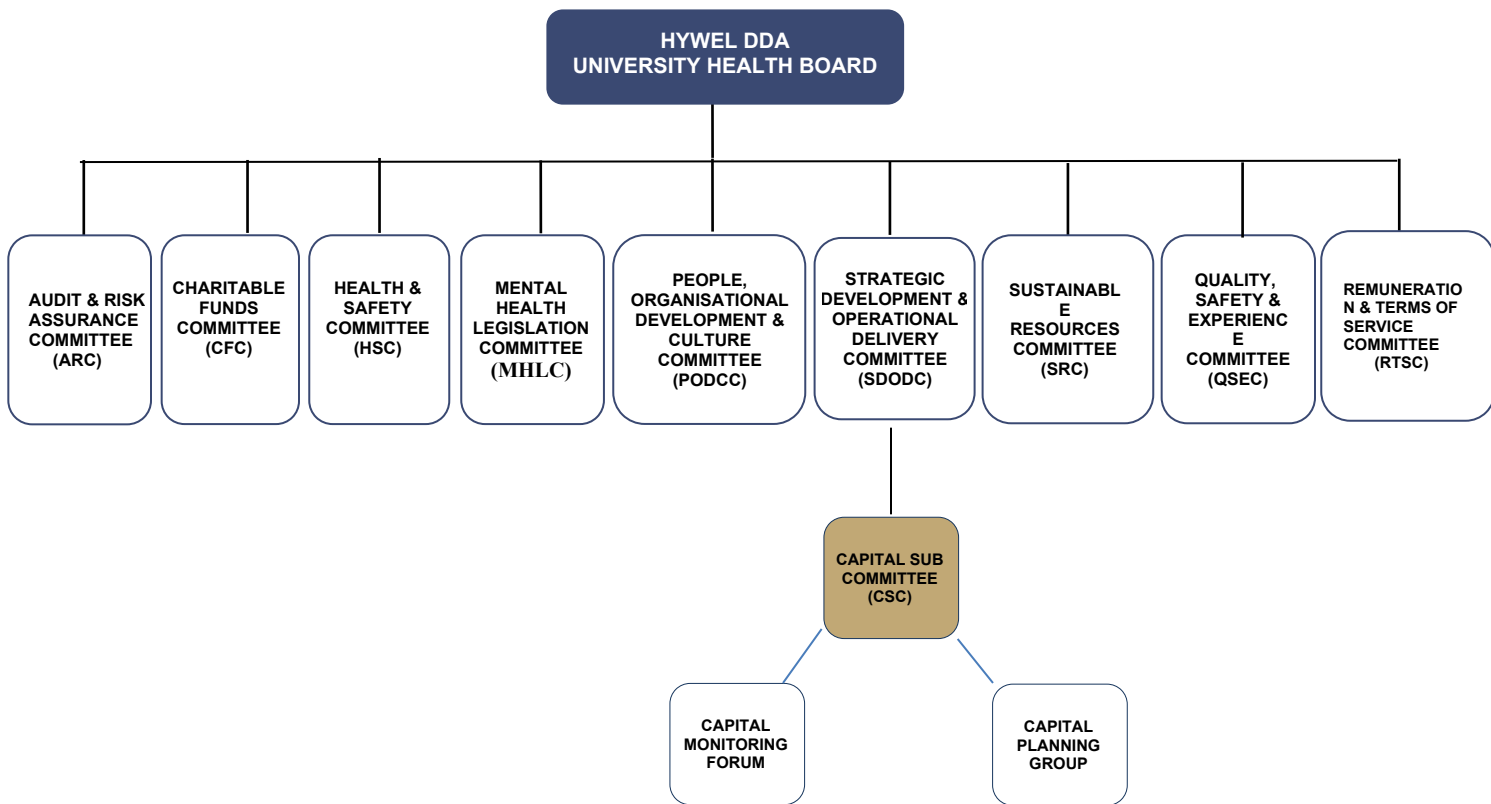 HYWEL DDA
UNIVERSITY HEALTH BOARD
AUDIT & RISK
ASSURANCE
COMMITTEE
(ARC)
CHARITABLE
FUNDS
COMMITTEE
(CFC)
HEALTH &
SAFETY
COMMITTEE
(HSC)
MENTAL
HEALTH
LEGISLATION
COMMITTEE
(MHLC)
PEOPLE,
ORGANISATIONAL
DEVELOPMENT &
CULTURE
COMMITTEE
(PODCC)
STRATEGIC
DEVELOPMENT &
OPERATIONAL
DELIVERY
COMMITTEE
(SDODC)
SUSTAINABL
E
RESOURCES
COMMITTEE
(SRC)
QUALITY,
SAFETY &
EXPERIENC
E
COMMITTEE
(QSEC)
REMUNERATIO
N & TERMS OF
SERVICE
COMMITTEE
(RTSC)
CAPITAL SUB
COMMITTEE
(CSC)
CAPITAL
MONITORING
FORUM
CAPITAL
PLANNING
GROUP